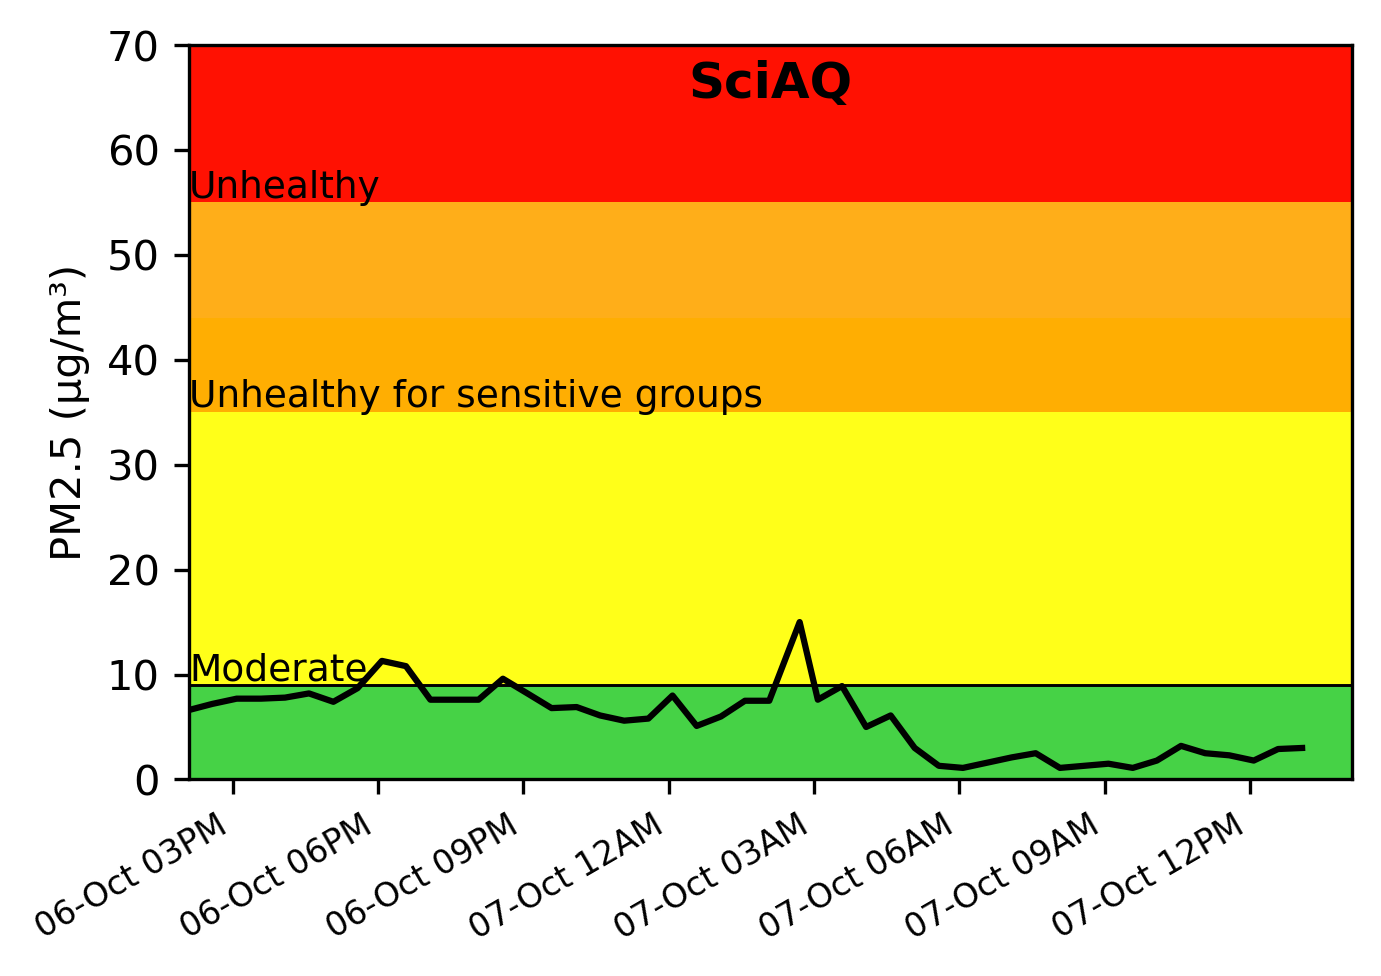 SciAQ
PM2.5 (µg/m³)
70
60
Unhealthy
50
40
Unhealthy for sensitive groups
30
20
Moderate
10
0
06-Oct 03PM
06-Oct 06PM
06-Oct 09PM
07-Oct 12AM
07-Oct 03AM
07-Oct 06AM
07-Oct 09AM
07-Oct 12PM